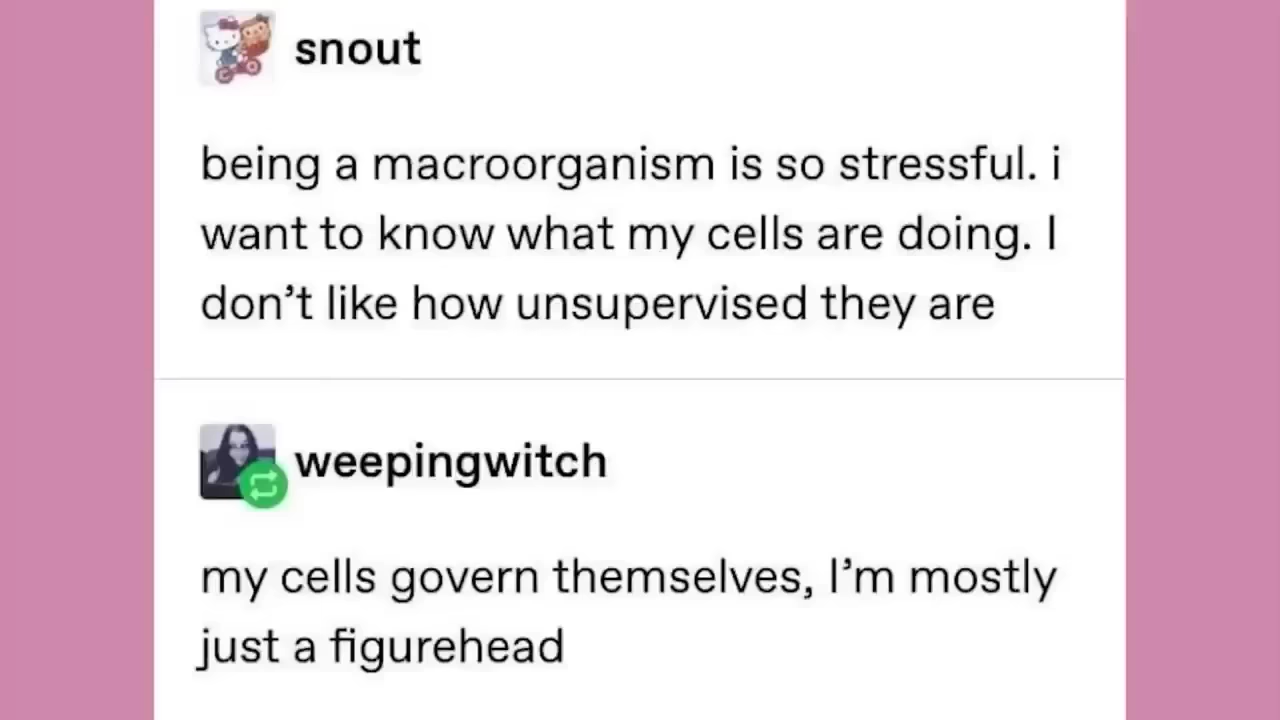 snout
being a macroorganism is so stressful. i
want to know what my cells are doing. I
don’t like how unsupervised they are
weepingwitch
my cells govern themselves, I’m mostly
just a figurehead